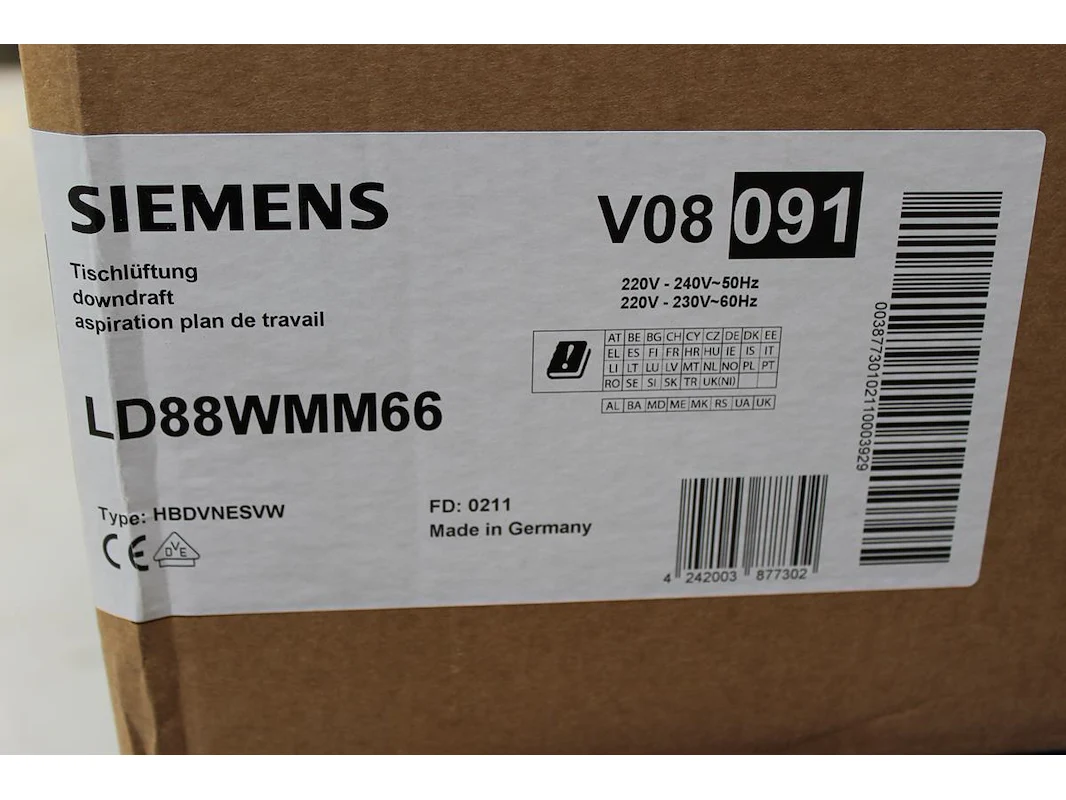 SIEMENS
V08 091
Tischlüftung
downdraft
aspiration plan de travail
220V - 240V~50Hz
220V - 230V~60Hz
AT BE BG CH CY CZ DE DK EE
EL ES FI FR HR HU IE IS IT
LI LT LU LV MT NL NO PL PT
RO SE SI SK TR UK(NI)
AL BA MD ME MK RS UA UK
LD88WMM66
Type: HBDVNESVW
FD: 0211
Made in Germany
CE
DVE
4 242003 877302
00387730102110003929